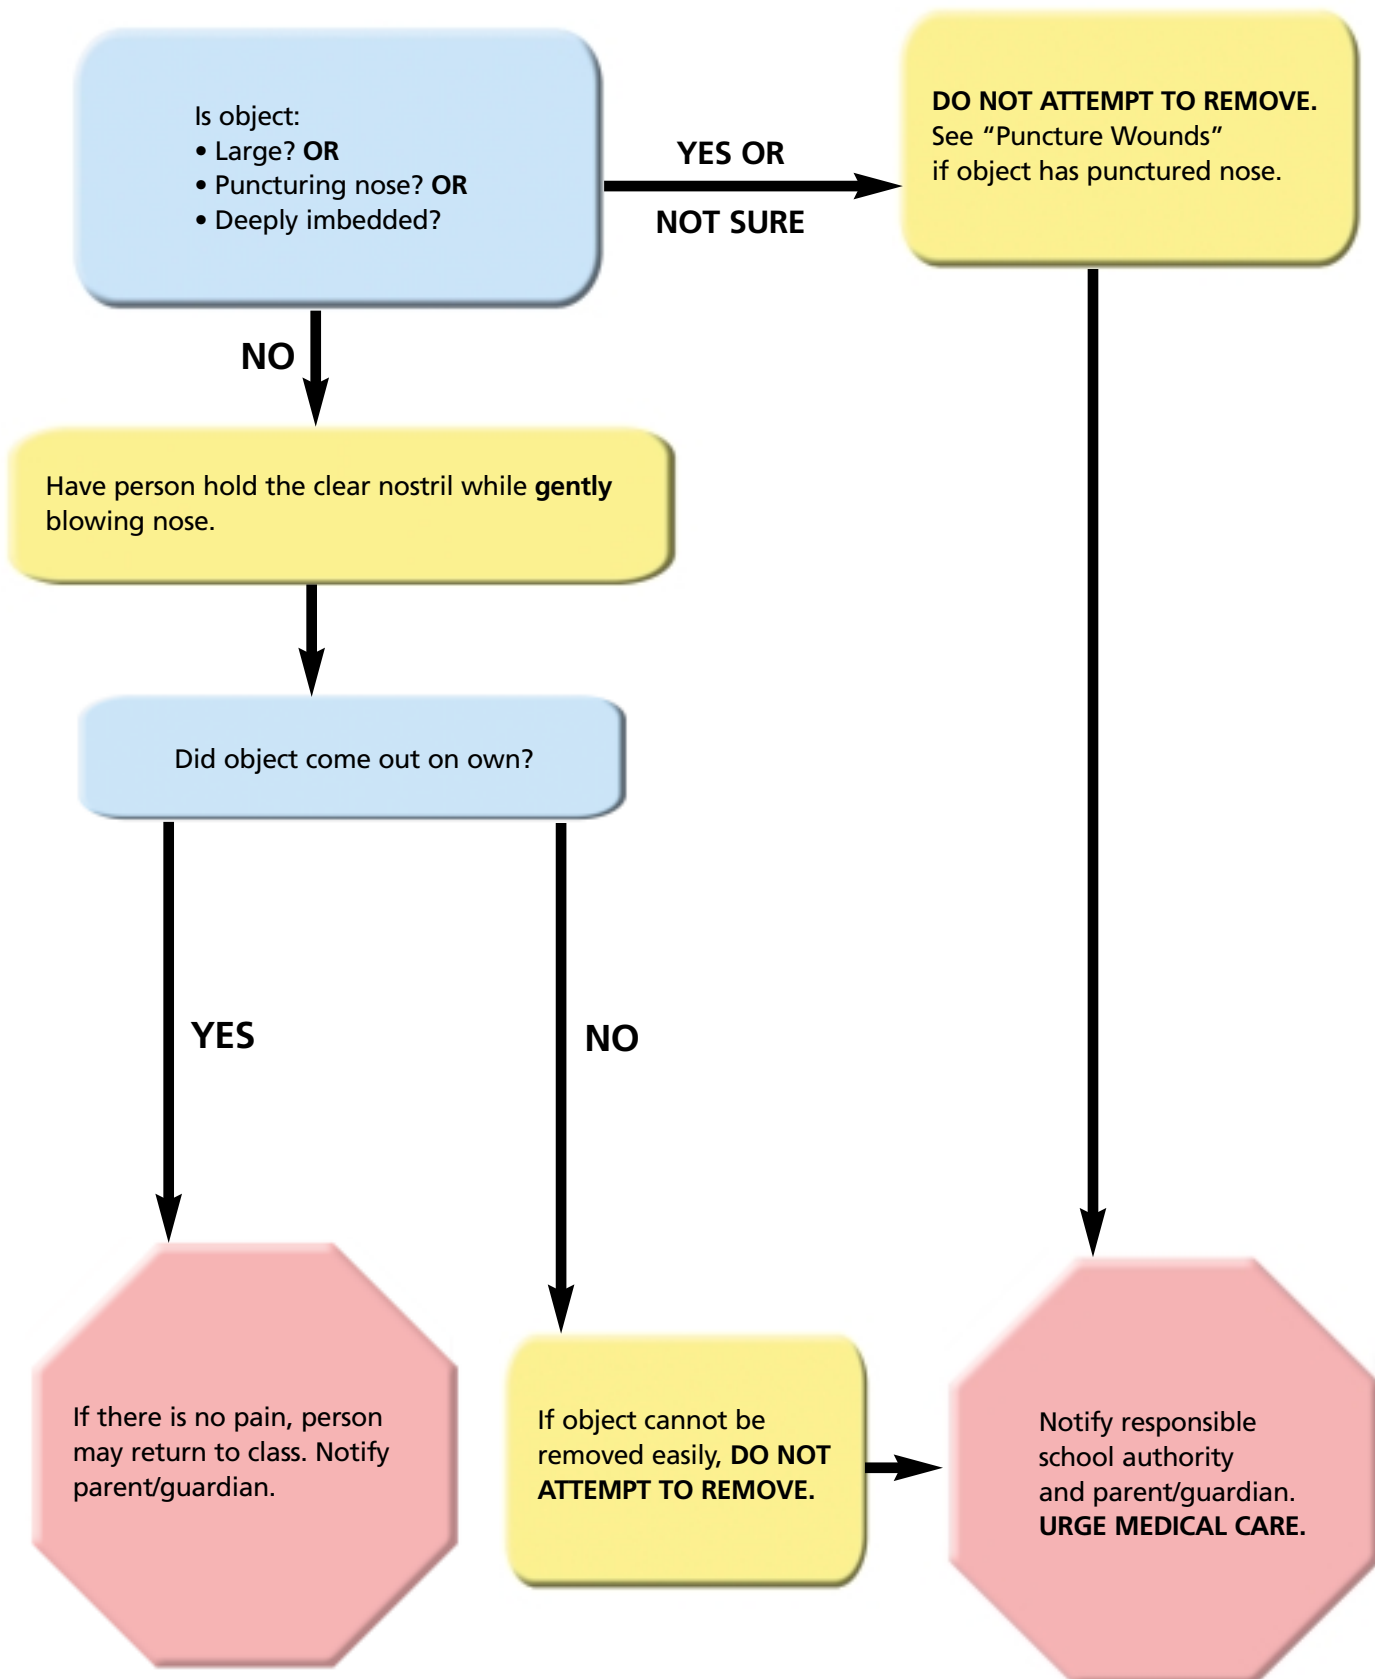 Is object:
• Large? OR
• Puncturing nose? OR
• Deeply imbedded?
YES OR
NOT SURE
DO NOT ATTEMPT TO REMOVE.
See “Puncture Wounds”
if object has punctured nose.
NO
Have person hold the clear nostril while gently
blowing nose.
Did object come out on own?
YES
NO
If there is no pain, person
may return to class. Notify
parent/guardian.
If object cannot be
removed easily, DO NOT
ATTEMPT TO REMOVE.
Notify responsible
school authority
and parent/guardian.
URGE MEDICAL CARE.